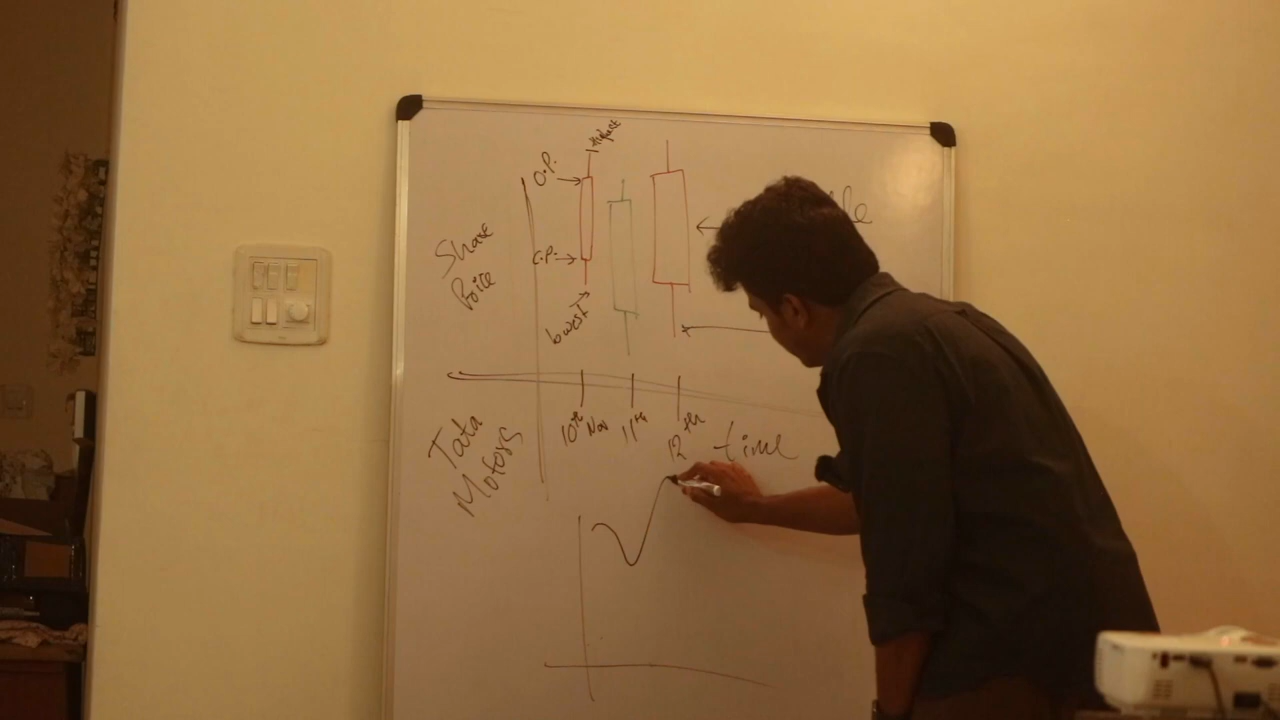 Highest
O.P.
Share
Price
C.P.
lowest
Tata
Motors
10th Nov
11th
12th
time